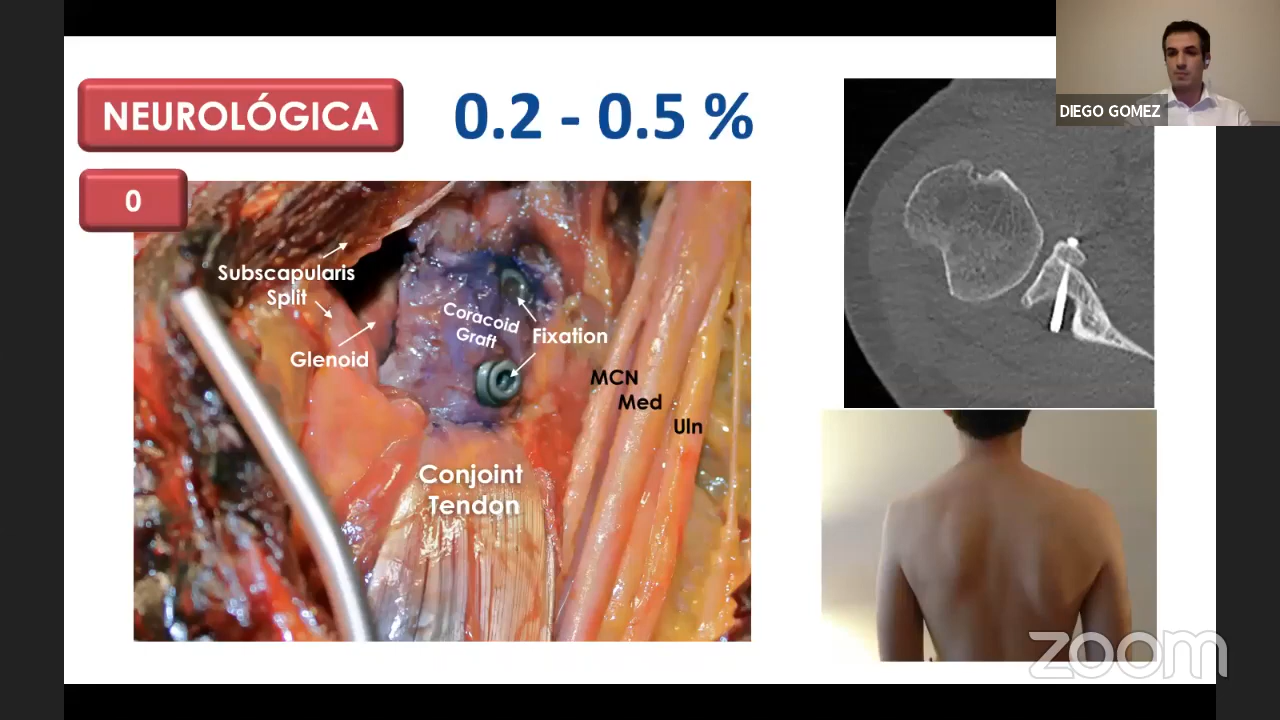 NEUROLÓGICA
0.2 - 0.5 %
DIEGO GOMEZ
0
Subscapularis
Split
Glenoid
Coracoid
Graft
Fixation
MCN
Med
Uln
Conjoint
Tendon
zoom